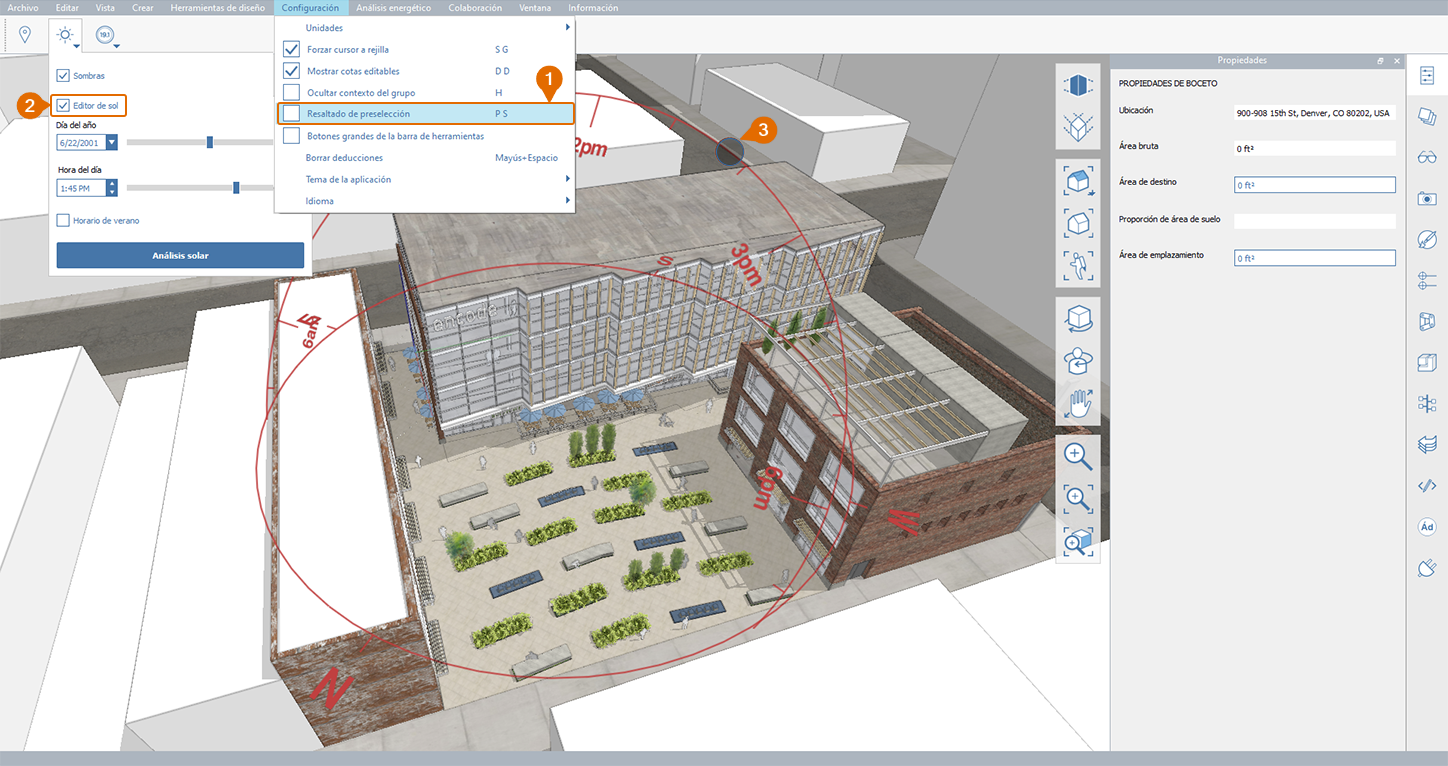 Archivo Editar Vista Crear Herramientas de diseño Configuración Análisis energético Colaboración Ventana Información
191
Sombras
2
Editor de sol
Día del año
6/22/2001
Hora del día
1:45 PM
Horario de verano
Análisis solar
Unidades
Forzar cursor a rejilla S G
Mostrar cotas editables D D
1
Ocultar contexto del grupo H
Resaltado de preselección P S
Botones grandes de la barra de herramientas
Borrar deducciones Mayús+Espacio
Tema de la aplicación
Idioma
3
2pm
3pm
S
E
6am
6pm
W
N
Propiedades
PROPIEDADES DE BOCETO
Ubicación 900-908 15th St, Denver, CO 80202, USA
Área bruta 0 ft²
Área de destino 0 ft²
Proporción de área de suelo
Área de emplazamiento 0 ft²
Ad